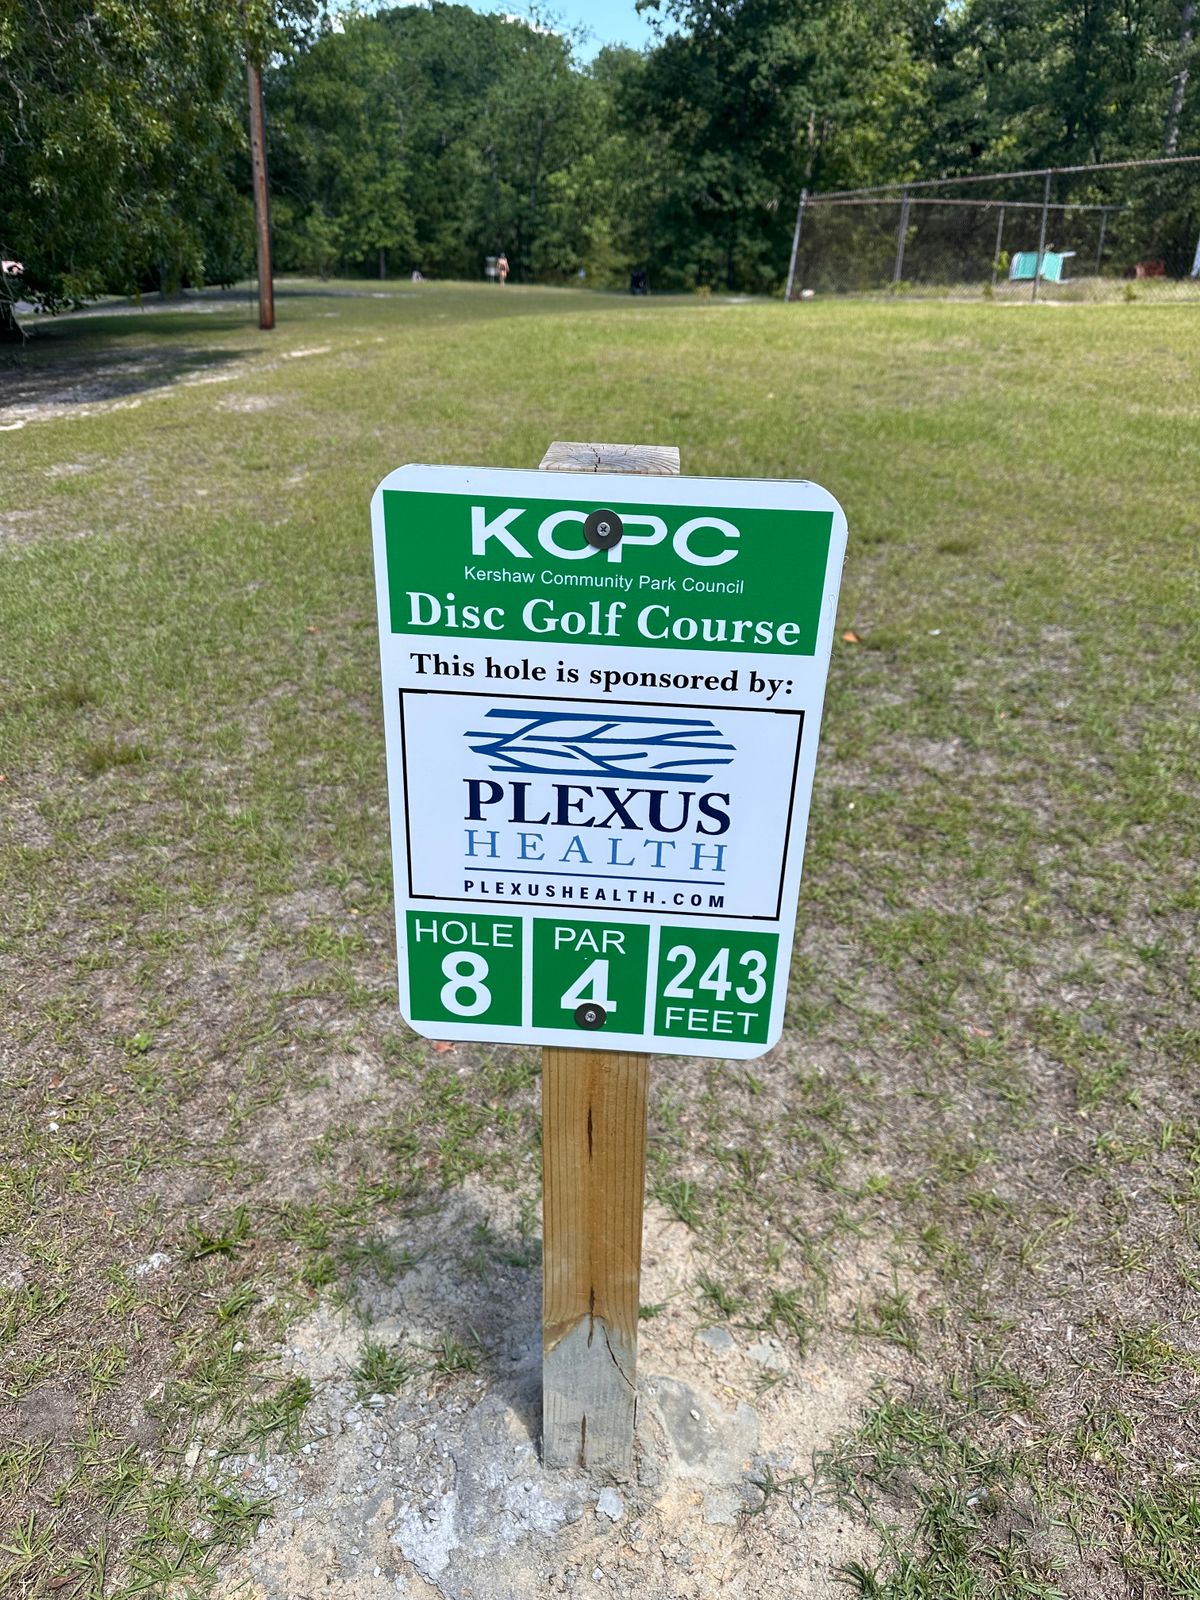 KCPC
Kershaw Community Park Council
Disc Golf Course
This hole is sponsored by:
PLEXUS
HEALTH
PLEXUSHEALTH.COM
HOLE
8
PAR
4
243
FEET